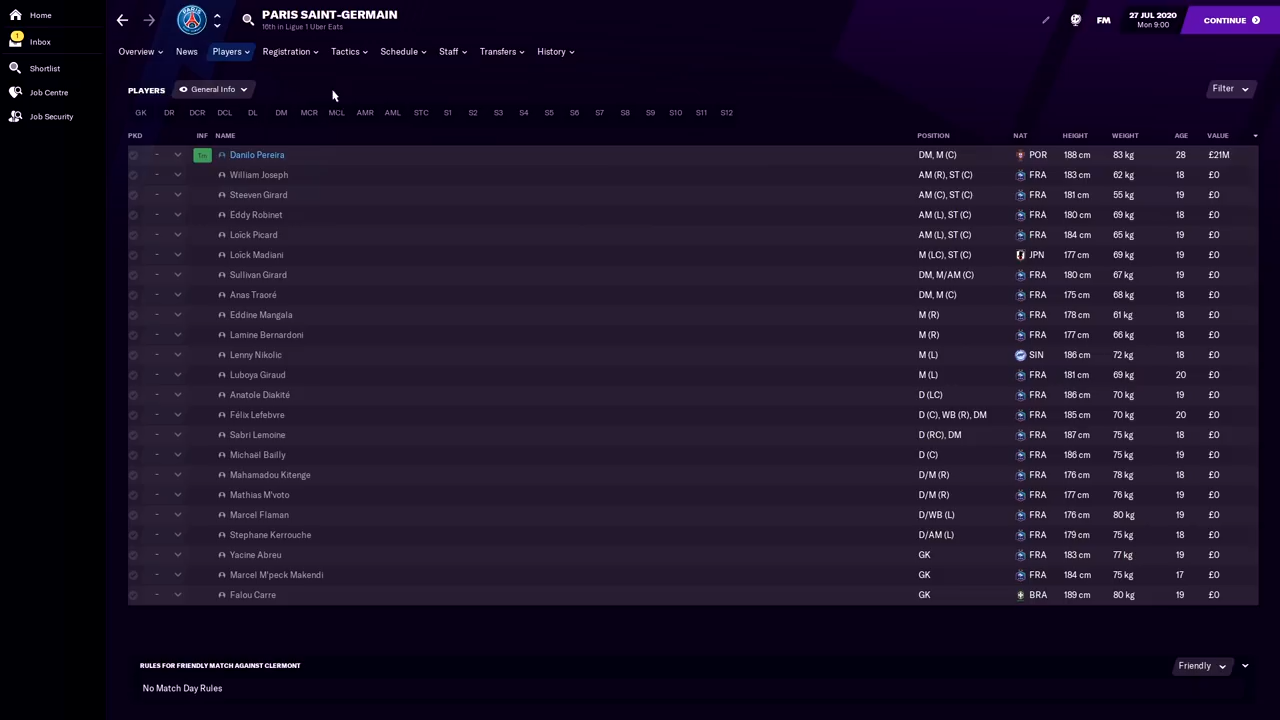 Home
1
Inbox
Shortlist
Job Centre
Job Security
PARIS
PARIS SAINT-GERMAIN
16th in Ligue 1 Uber Eats
FM
27 JUL 2020
Mon 9:00
CONTINUE
Overview News Players Registration Tactics Schedule Staff Transfers History
PLAYERS General Info Filter
GK DR DCR DCL DL DM MCR MCL AMR AML STC S1 S2 S3 S4 S5 S6 S7 S8 S9 S10 S11 S12
PKD INF NAME POSITION NAT HEIGHT WEIGHT AGE VALUE
- Trn Danilo Pereira DM, M (C) POR 188 cm 83 kg 28 £21M
- William Joseph AM (R), ST (C) FRA 183 cm 62 kg 18 £0
- Steeven Girard AM (C), ST (C) FRA 181 cm 55 kg 19 £0
- Eddy Robinet AM (L), ST (C) FRA 180 cm 69 kg 18 £0
- Loïck Picard AM (L), ST (C) FRA 184 cm 65 kg 19 £0
- Loïck Madiani M (LC), ST (C) JPN 177 cm 69 kg 19 £0
- Sullivan Girard DM, M/AM (C) FRA 180 cm 67 kg 19 £0
- Anas Traoré DM, M (C) FRA 175 cm 68 kg 18 £0
- Eddine Mangala M (R) FRA 178 cm 61 kg 18 £0
- Lamine Bernardoni M (R) FRA 177 cm 66 kg 18 £0
- Lenny Nikolic M (L) SIN 186 cm 72 kg 18 £0
- Luboya Giraud M (L) FRA 181 cm 69 kg 20 £0
- Anatole Diakité D (LC) FRA 186 cm 70 kg 19 £0
- Félix Lefebvre D (C), WB (R), DM FRA 185 cm 70 kg 20 £0
- Sabri Lemoine D (RC), DM FRA 187 cm 75 kg 18 £0
- Michaël Bailly D (C) FRA 186 cm 75 kg 19 £0
- Mahamadou Kitenge D/M (R) FRA 176 cm 78 kg 18 £0
- Mathias M'voto D/M (R) FRA 177 cm 76 kg 19 £0
- Marcel Flaman D/WB (L) FRA 176 cm 80 kg 19 £0
- Stephane Kerrouche D/AM (L) FRA 179 cm 75 kg 18 £0
- Yacine Abreu GK FRA 183 cm 77 kg 19 £0
- Marcel M'peck Makendi GK FRA 184 cm 75 kg 17 £0
- Falou Carre GK BRA 189 cm 80 kg 19 £0
RULES FOR FRIENDLY MATCH AGAINST CLERMONT Friendly
No Match Day Rules